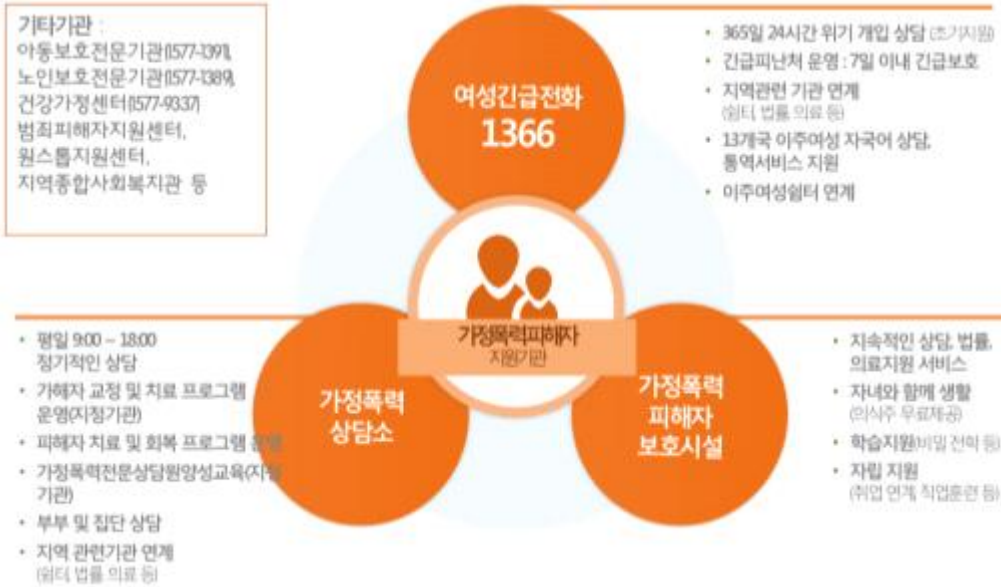 기타기관 :
아동보호전문기관(1577-1391),
노인보호전문기관(1577-1389),
건강가정센터(1577-9337)
범죄피해자지원센터,
원스톱지원센터,
지역종합사회복지관 등
여성긴급전화
1366
• 365일 24시간 위기 개입 상담 (초기지원)
• 긴급피난처 운영 : 7일 이내 긴급보호
• 지역관련 기관 연계
(쉼터, 법률, 의료 등)
• 13개국 이주여성 자국어 상담,
통역서비스 지원
• 이주여성쉼터 연계
가정폭력피해자
지원기관
• 평일 9:00 – 18:00
정기적인 상담
• 가해자 교정 및 치료 프로그램
운영(지정기관)
• 피해자 치료 및 회복 프로그램 운영
• 가정폭력전문상담원양성교육(지정
기관)
• 부부 및 집단 상담
• 지역 관련기관 연계
(쉼터, 법률, 의료 등)
가정폭력
상담소
가정폭력
피해자
보호시설
• 지속적인 상담, 법률,
의료지원 서비스
• 자녀와 함께 생활
(의식주 무료제공)
• 학습지원(비밀 전학 등)
• 자립 지원
(취업 연계, 직업훈련 등)